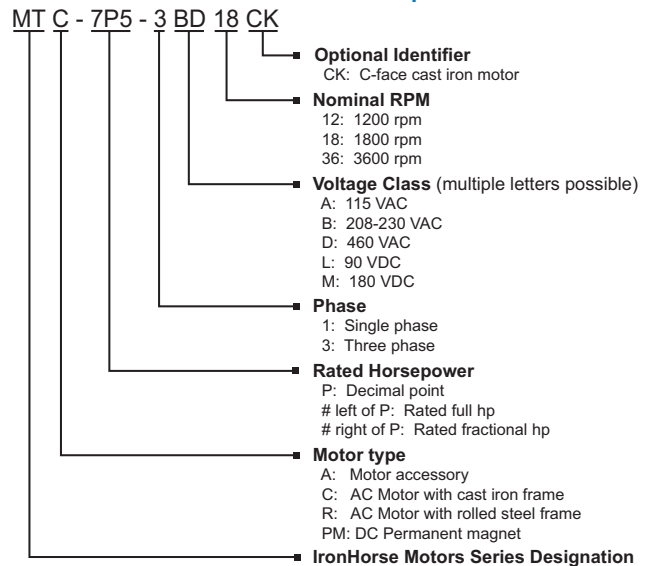 MT C - 7P5 - 3 BD 18 CK
Optional Identifier
CK: C-face cast iron motor
Nominal RPM
12: 1200 rpm
18: 1800 rpm
36: 3600 rpm
Voltage Class (multiple letters possible)
A: 115 VAC
B: 208-230 VAC
D: 460 VAC
L: 90 VDC
M: 180 VDC
Phase
1: Single phase
3: Three phase
Rated Horsepower
P: Decimal point
# left of P: Rated full hp
# right of P: Rated fractional hp
Motor type
A: Motor accessory
C: AC Motor with cast iron frame
R: AC Motor with rolled steel frame
PM: DC Permanent magnet
IronHorse Motors Series Designation